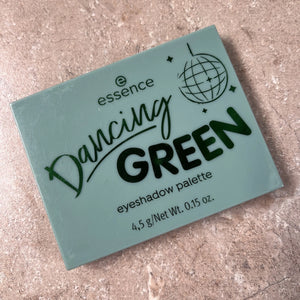 essence
Dancing
GREEN
eyeshadow palette
4,5 g/Net Wt. 0.15 oz.